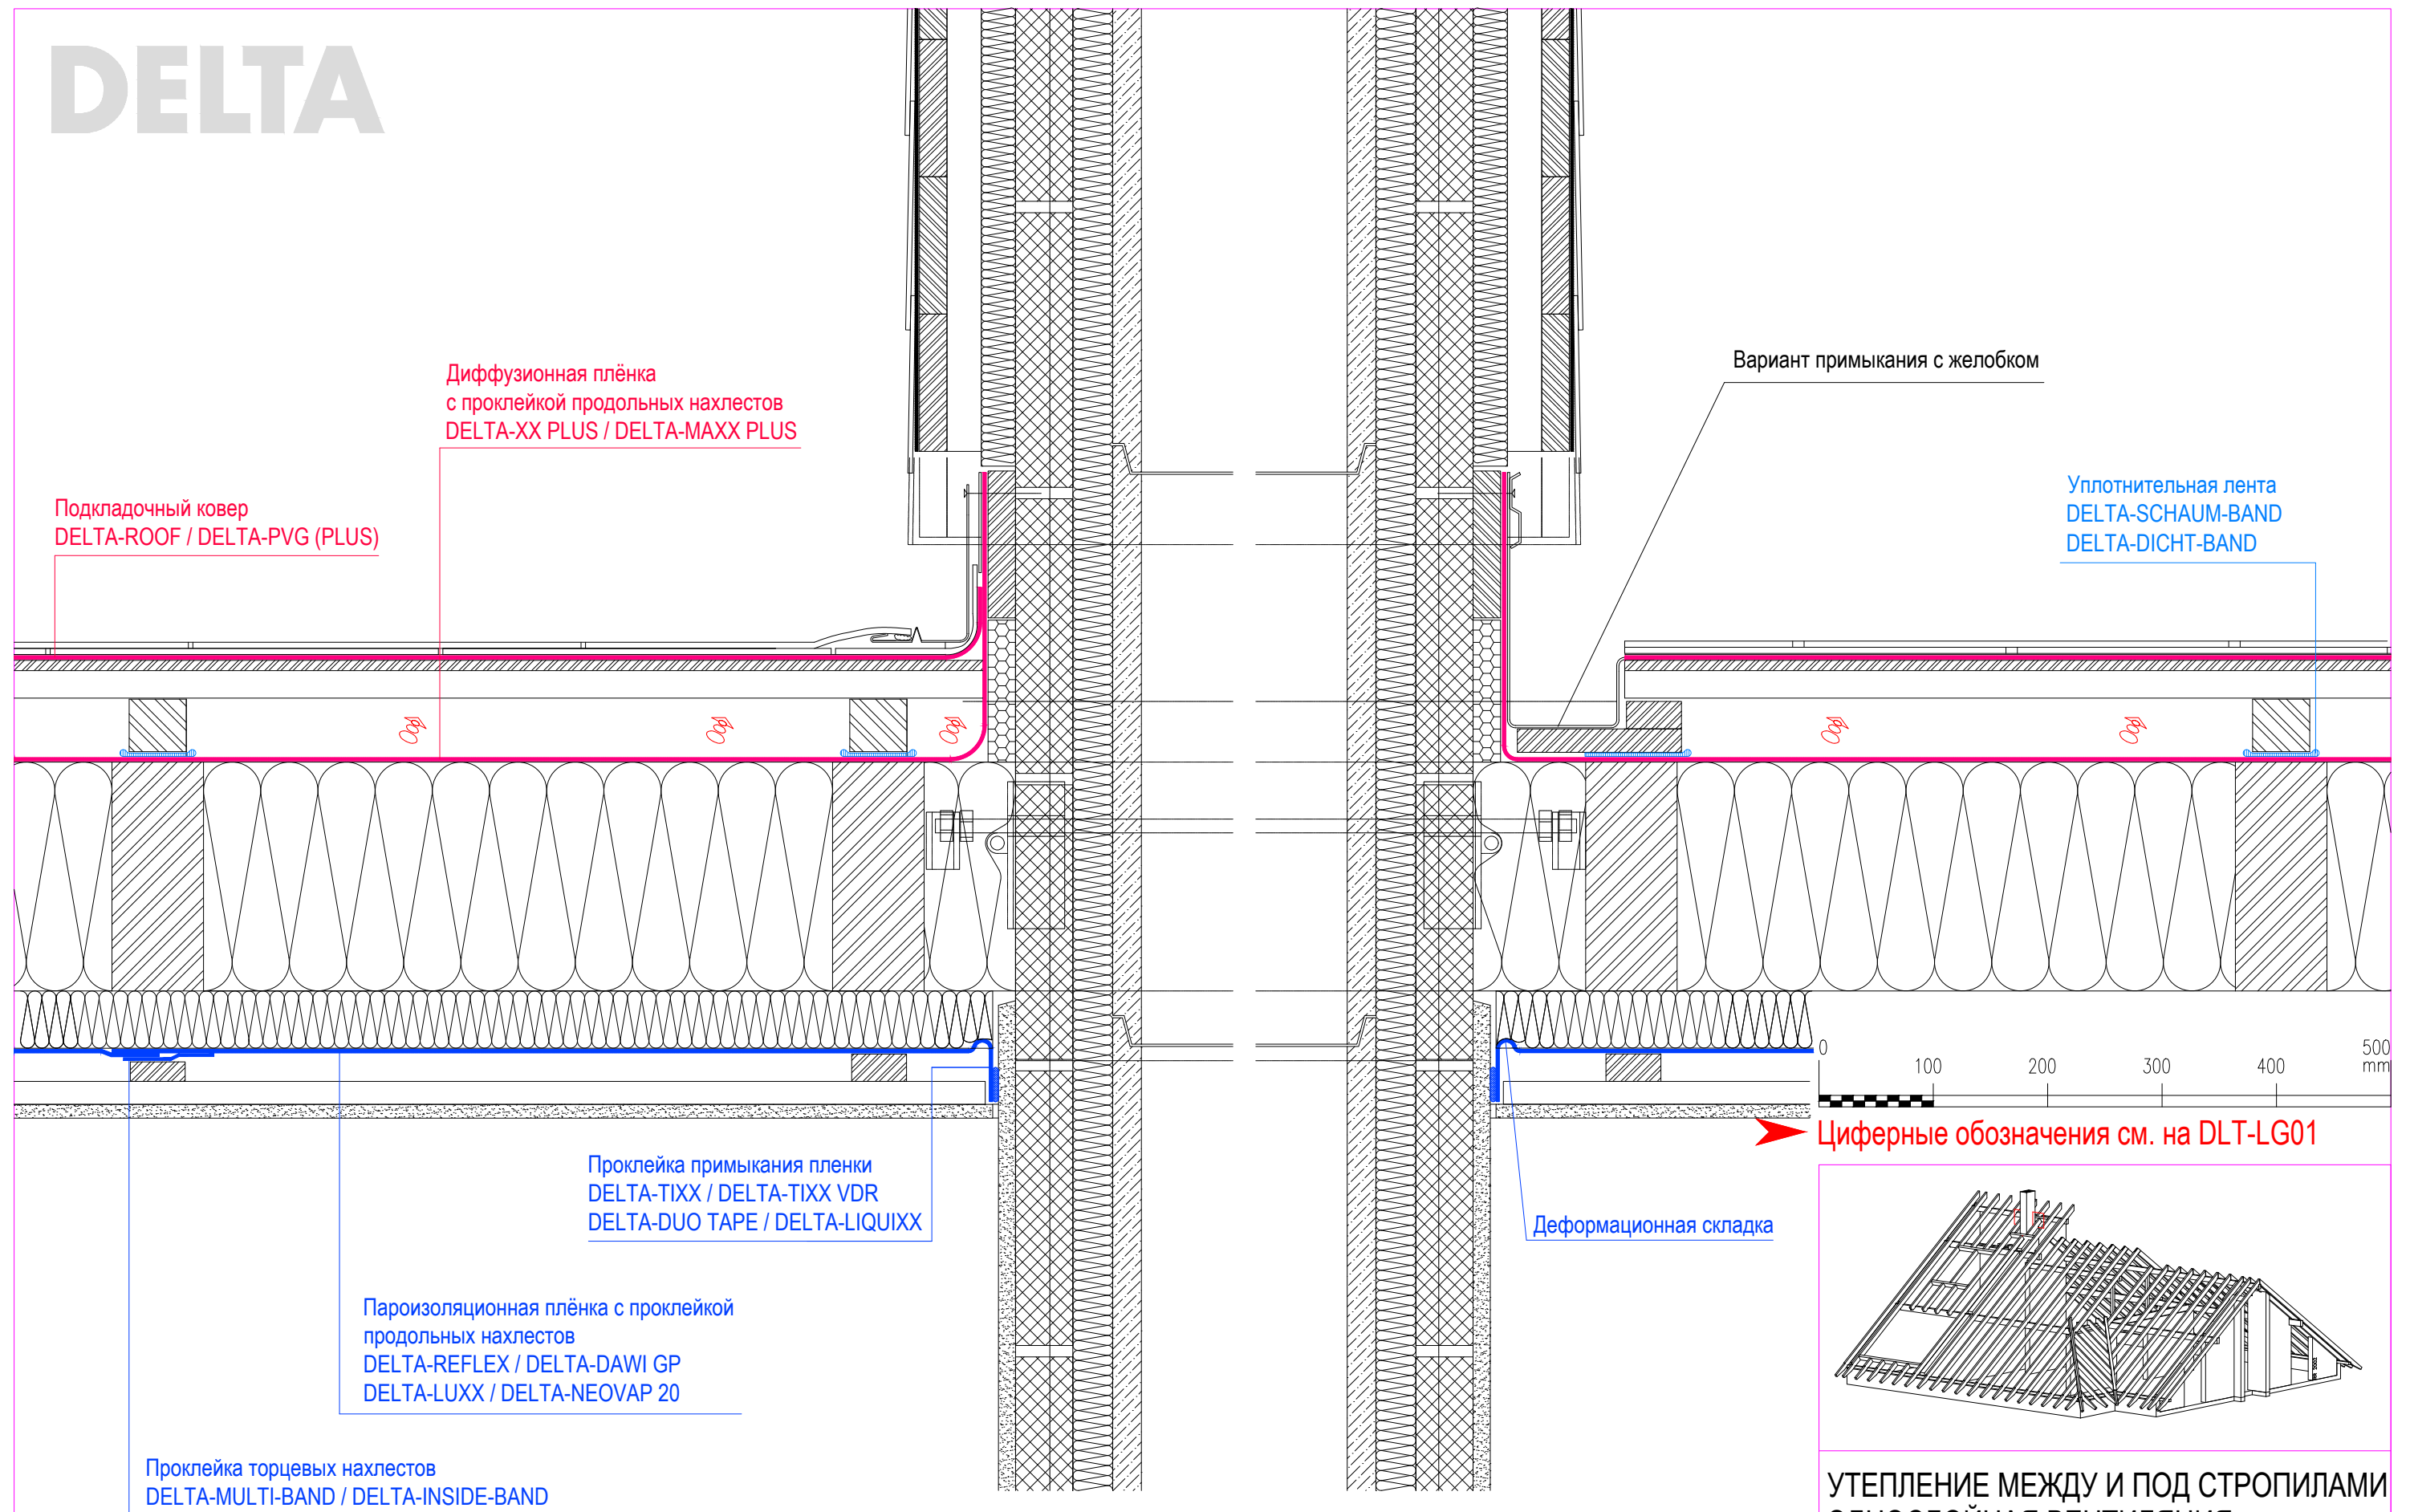 DELTA
Диффузионная плёнка
с проклейкой продольных нахлестов
DELTA-XX PLUS / DELTA-MAXX PLUS
Подкладочный ковер
DELTA-ROOF / DELTA-PVG (PLUS)
Вариант примыкания с желобком
Уплотнительная лента
DELTA-SCHAUM-BAND
DELTA-DICHT-BAND
0 100 200 300 400 500
mm
Циферные обозначения см. на DLT-LG01
Проклейка примыкания пленки
DELTA-TIXX / DELTA-TIXX VDR
DELTA-DUO TAPE / DELTA-LIQUIXX
Деформационная складка
Пароизоляционная плёнка с проклейкой
продольных нахлестов
DELTA-REFLEX / DELTA-DAWI GP
DELTA-LUXX / DELTA-NEOVAP 20
Проклейка торцевых нахлестов
DELTA-MULTI-BAND / DELTA-INSIDE-BAND
УТЕПЛЕНИЕ МЕЖДУ И ПОД СТРОПИЛАМИ